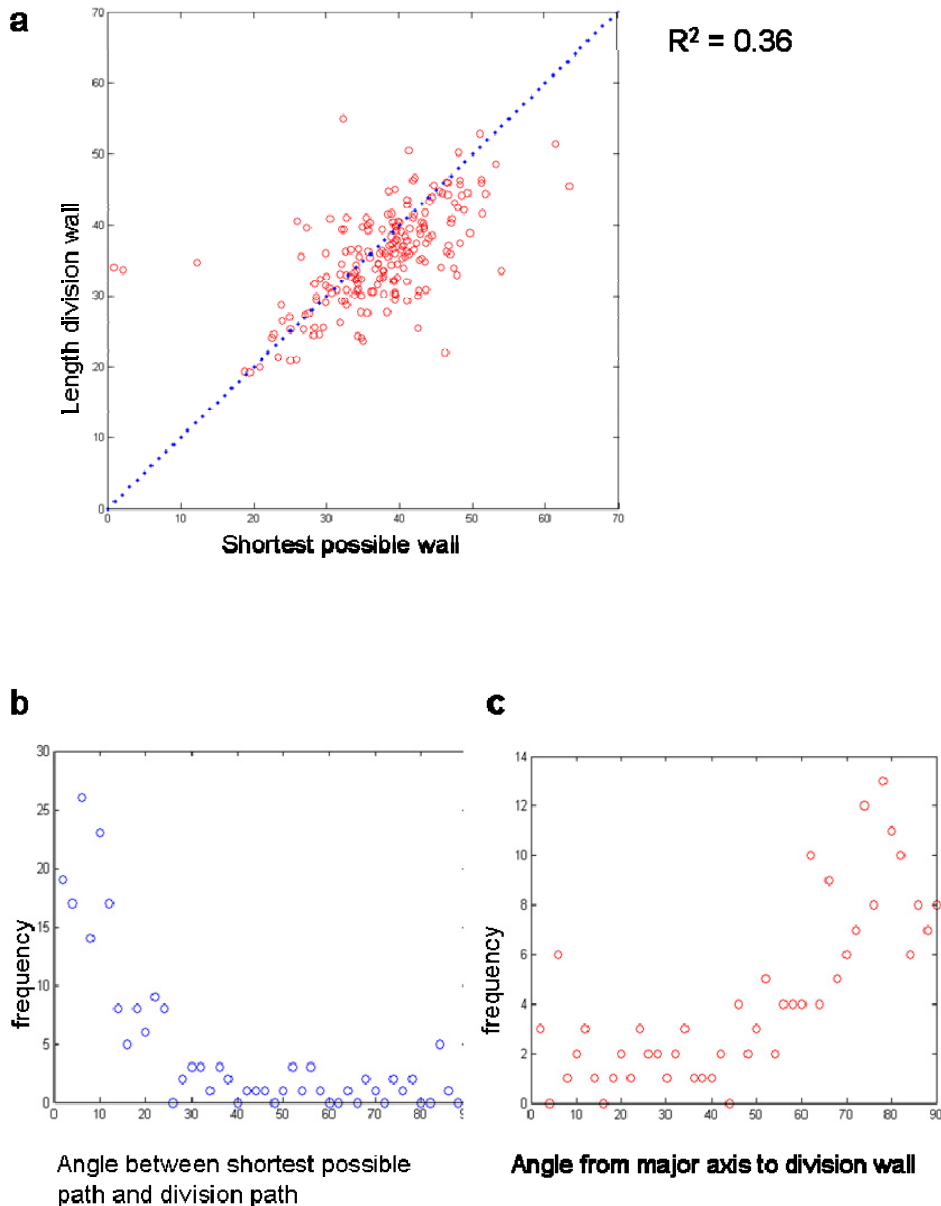 a
R² = 0.36
70
60
50
40
30
20
10
0
Length division wall
0 10 20 30 40 50 60 70
Shortest possible wall
b
30
25
20
15
10
5
0
frequency
0 10 20 30 40 50 60 70 80 9
Angle between shortest possible
path and division path
c
14
12
10
8
6
4
2
0
frequency
0 10 20 30 40 50 60 70 80 90
Angle from major axis to division wall